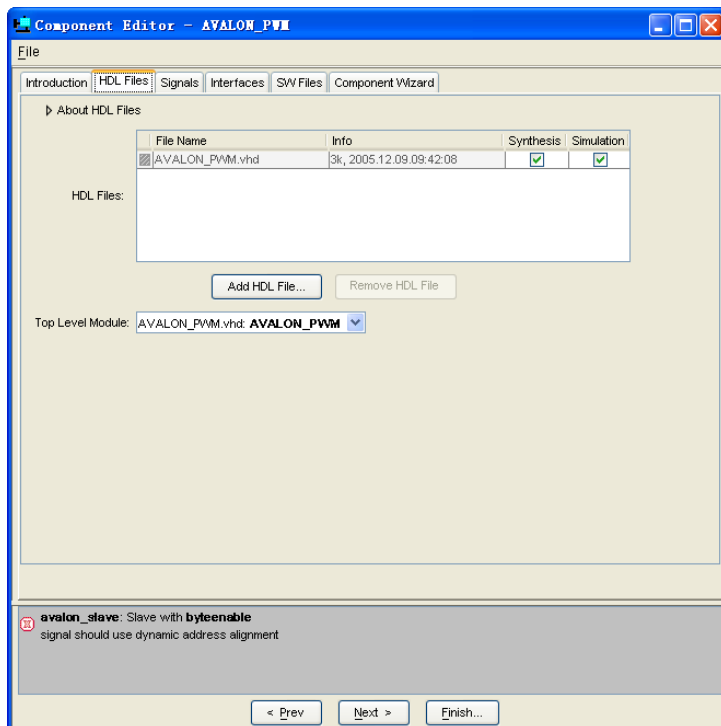 Component Editor - AVALON_PWM
File
Introduction HDL Files Signals Interfaces SW Files Component Wizard
About HDL Files
File Name Info Synthesis Simulation
AVALON_PWM.vhd 3k, 2005.12.09.09:42:08
HDL Files:
Add HDL File... Remove HDL File
Top Level Module: AVALON_PWM.vhd: AVALON_PWM
avalon_slave: Slave with byteenable
signal should use dynamic address alignment
< Prev Next > Finish...